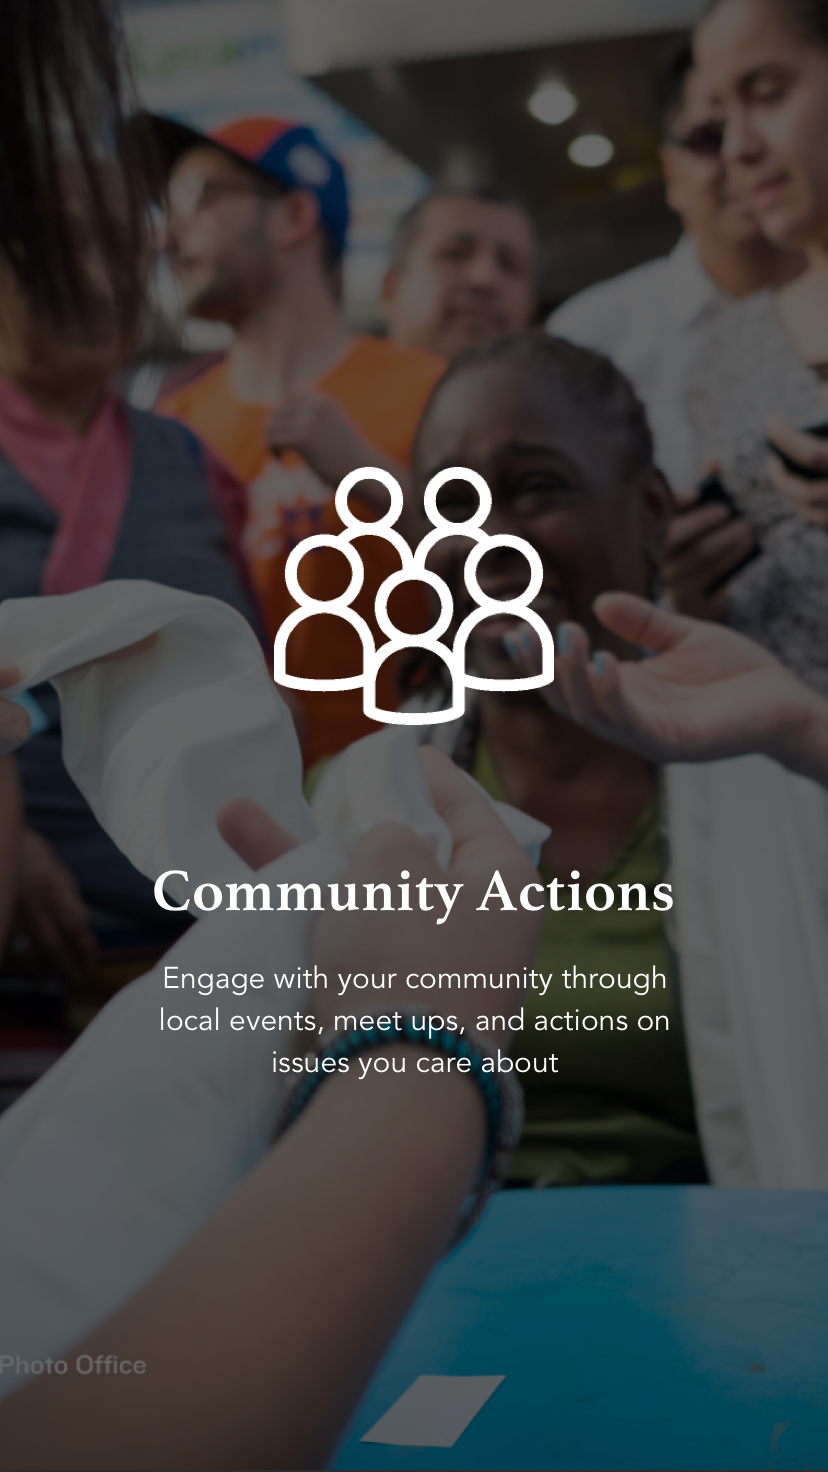 Community Actions
Engage with your community through
local events, meet ups, and actions on
issues you care about
Photo Office